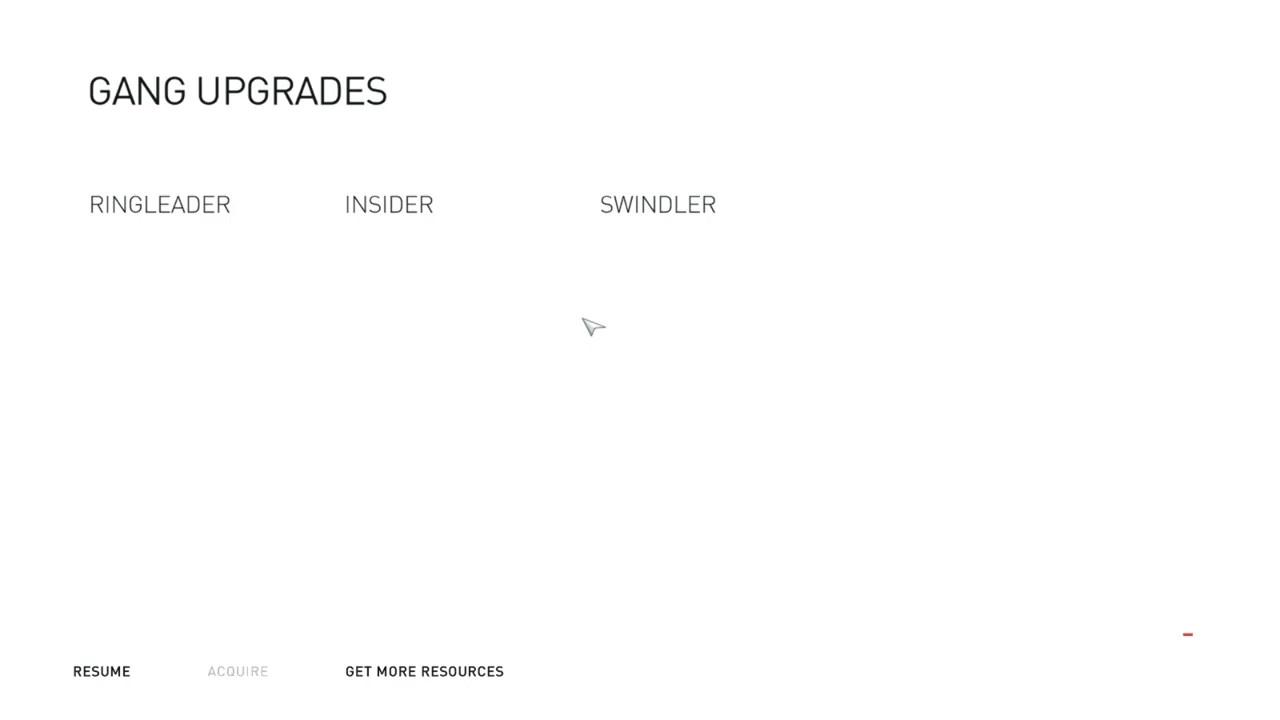 GANG UPGRADES
RINGLEADER INSIDER SWINDLER
RESUME ACQUIRE GET MORE RESOURCES